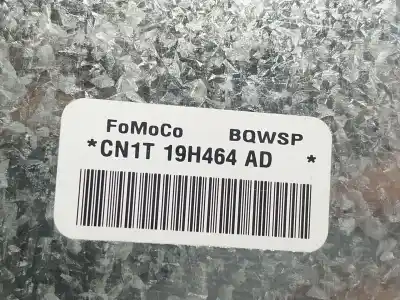 FoMoCo BQWSP
*CN1T 19H464 AD *